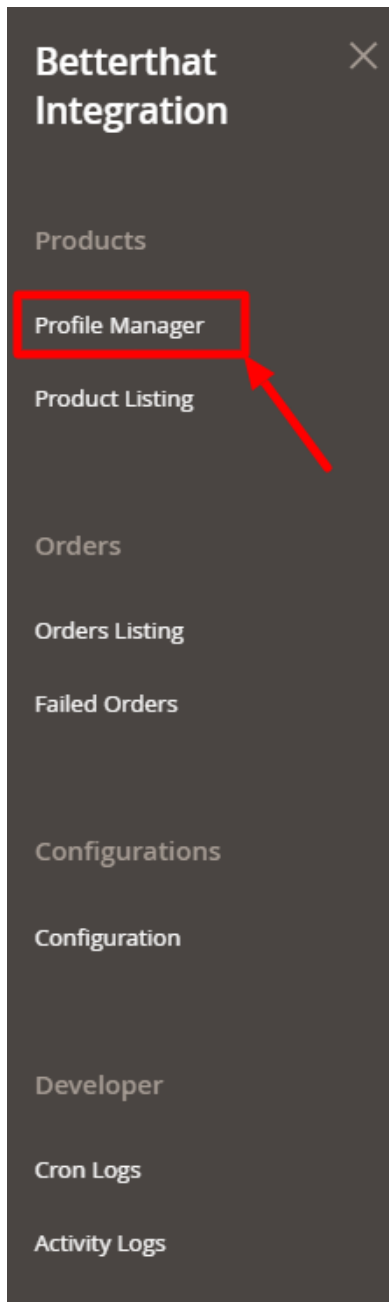 Betterthat
Integration
Products
Profile Manager
Product Listing
Orders
Orders Listing
Failed Orders
Configurations
Configuration
Developer
Cron Logs
Activity Logs